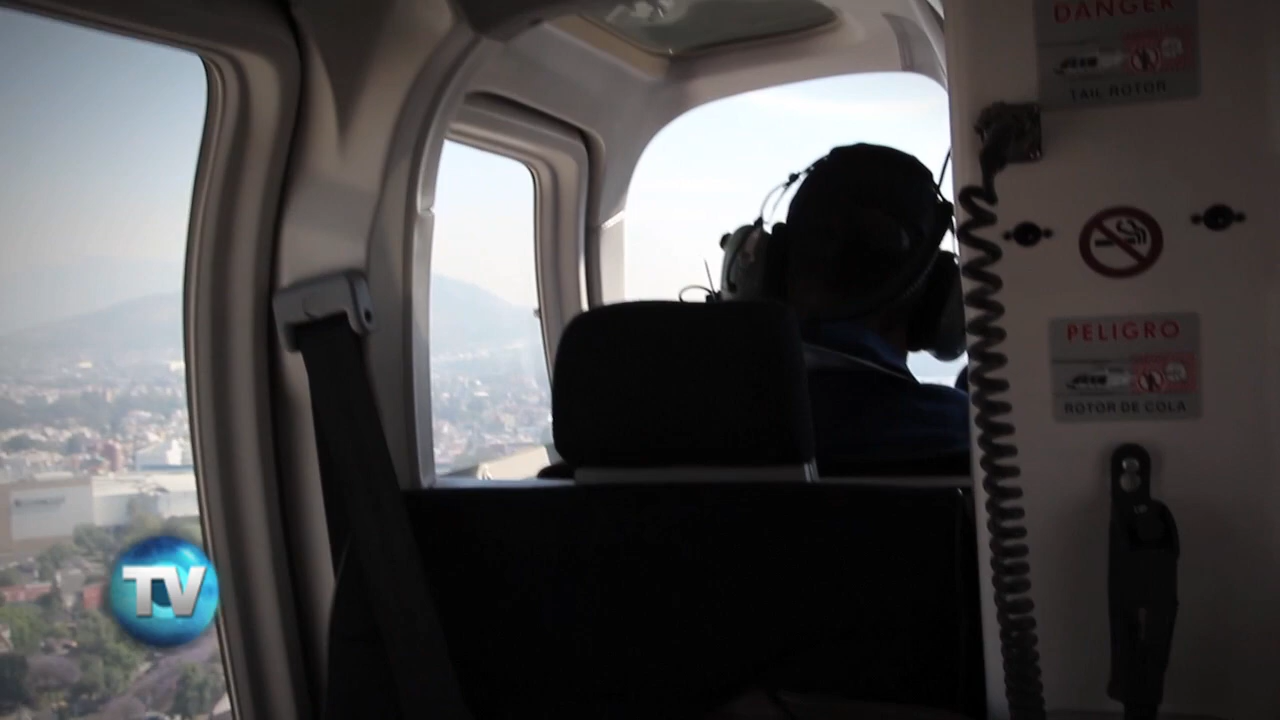 DANGER
TAIL ROTOR
PELIGRO
ROTOR DE COLA
TV